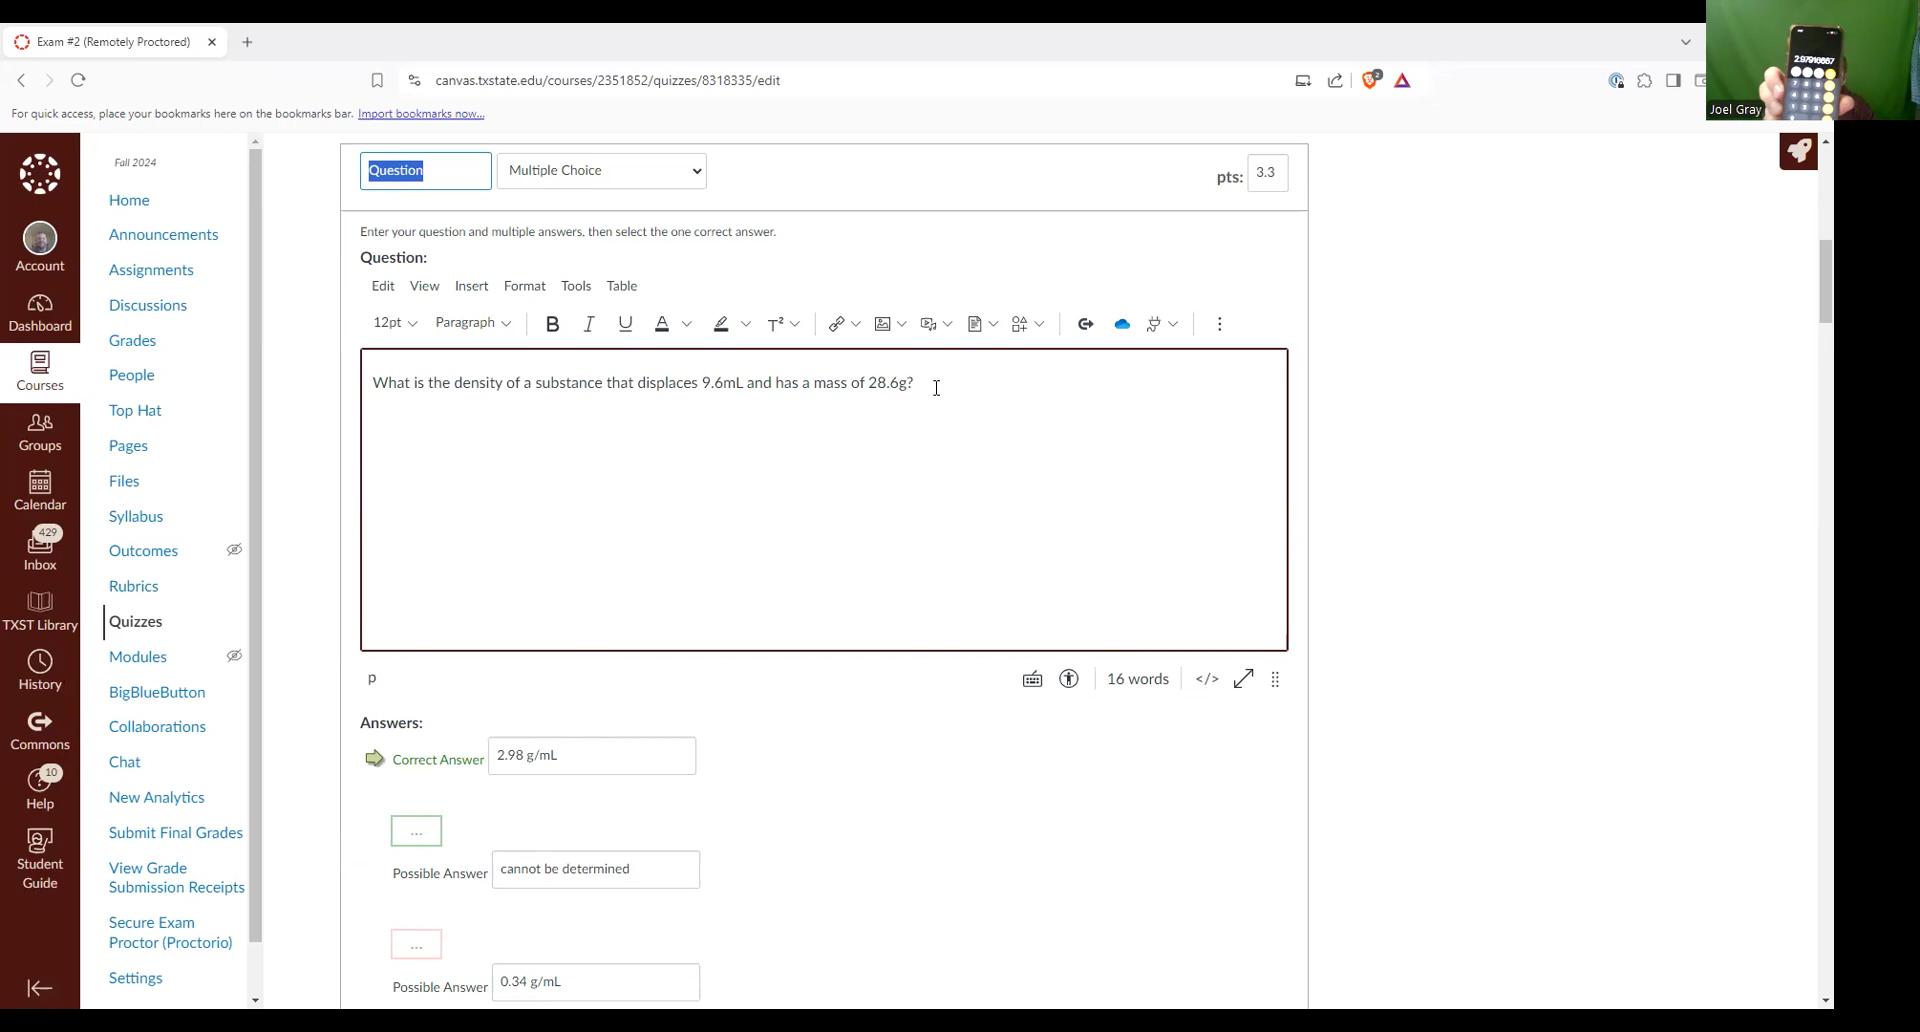 Exam #2 (Remotely Proctored)
canvas.txstate.edu/courses/2351852/quizzes/8318335/edit
2
For quick access, place your bookmarks here on the bookmarks bar. Import bookmarks now...
2.97916667
Joel Gray
Account
Dashboard
Courses
Groups
Calendar
429
Inbox
TXST Library
History
Commons
10
Help
Student
Guide
Fall 2024
Home
Announcements
Assignments
Discussions
Grades
People
Top Hat
Pages
Files
Syllabus
Outcomes
Rubrics
Quizzes
Modules
BigBlueButton
Collaborations
Chat
New Analytics
Submit Final Grades
View Grade
Submission Receipts
Secure Exam
Proctor (Proctorio)
Settings
Question Multiple Choice pts: 3.3
Enter your question and multiple answers, then select the one correct answer.
Question:
Edit View Insert Format Tools Table
12pt Paragraph B I U A T²
What is the density of a substance that displaces 9.6mL and has a mass of 28.6g?
p 16 words </>
Answers:
Correct Answer 2.98 g/mL
...
Possible Answer cannot be determined
...
Possible Answer 0.34 g/mL